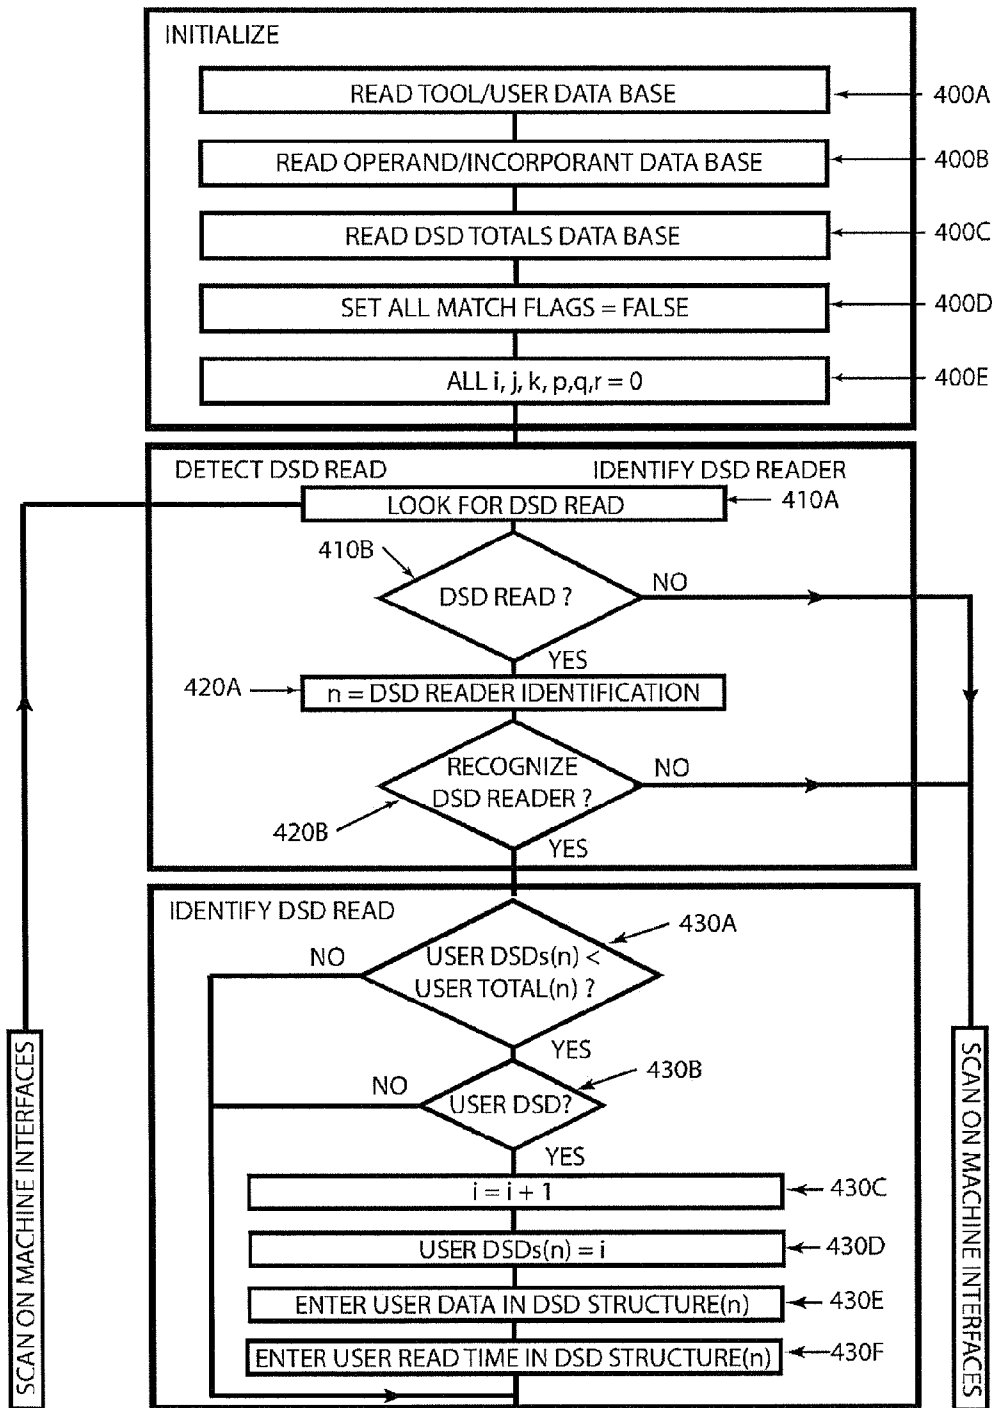 INITIALIZE
READ TOOL/USER DATA BASE
400A
READ OPERAND/INCORPORANT DATA BASE
400B
READ DSD TOTALS DATA BASE
400C
SET ALL MATCH FLAGS = FALSE
400D
ALL i, j, k, p,q,r = 0
400E
DETECT DSD READ
IDENTIFY DSD READER
LOOK FOR DSD READ
410A
410B
DSD READ ?
NO
YES
420A
n = DSD READER IDENTIFICATION
RECOGNIZE
DSD READER ?
NO
420B
YES
IDENTIFY DSD READ
430A
NO
USER DSDs(n) <
USER TOTAL(n) ?
YES
430B
NO
USER DSD?
YES
i = i + 1
430C
USER DSDs(n) = i
430D
ENTER USER DATA IN DSD STRUCTURE(n)
430E
ENTER USER READ TIME IN DSD STRUCTURE(n)
430F
SCAN ON MACHINE INTERFACES
SCAN ON MACHINE INTERFACES